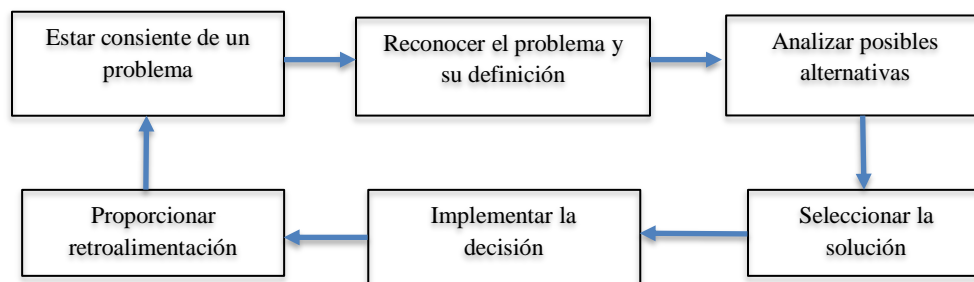 Estar consiente de un
problema
Reconocer el problema y
su definición
Analizar posibles
alternativas
Seleccionar la
solución
Implementar la
decisión
Proporcionar
retroalimentación